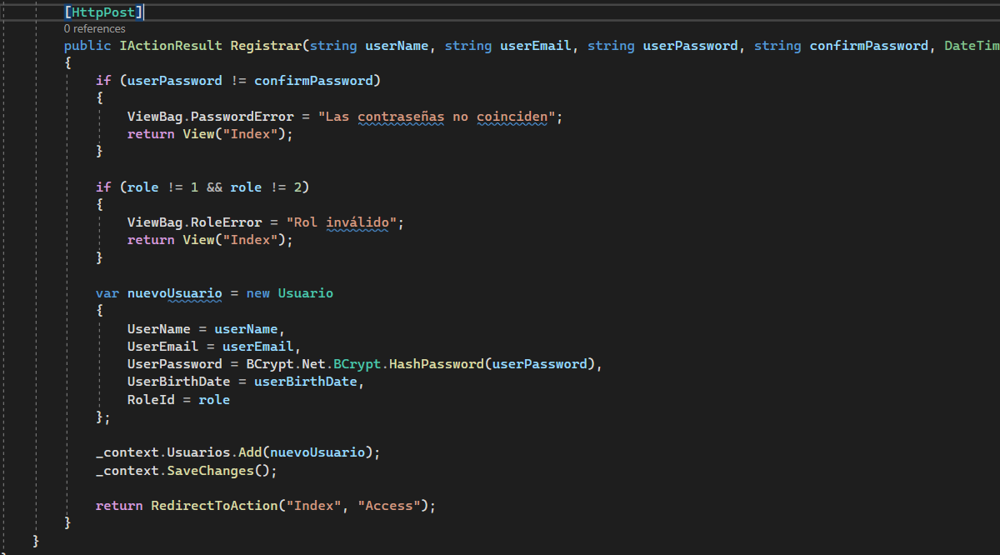 [HttpPost]
0 references
public IActionResult Registrar(string userName, string userEmail, string userPassword, string confirmPassword, DateTim
{
if (userPassword != confirmPassword)
{
ViewBag.PasswordError = "Las contraseñas no coinciden";
return View("Index");
}
if (role != 1 && role != 2)
{
ViewBag.RoleError = "Rol inválido";
return View("Index");
}
var nuevoUsuario = new Usuario
{
UserName = userName,
UserEmail = userEmail,
UserPassword = BCrypt.Net.BCrypt.HashPassword(userPassword),
UserBirthDate = userBirthDate,
RoleId = role
};
_context.Usuarios.Add(nuevoUsuario);
_context.SaveChanges();
return RedirectToAction("Index", "Access");
}
}